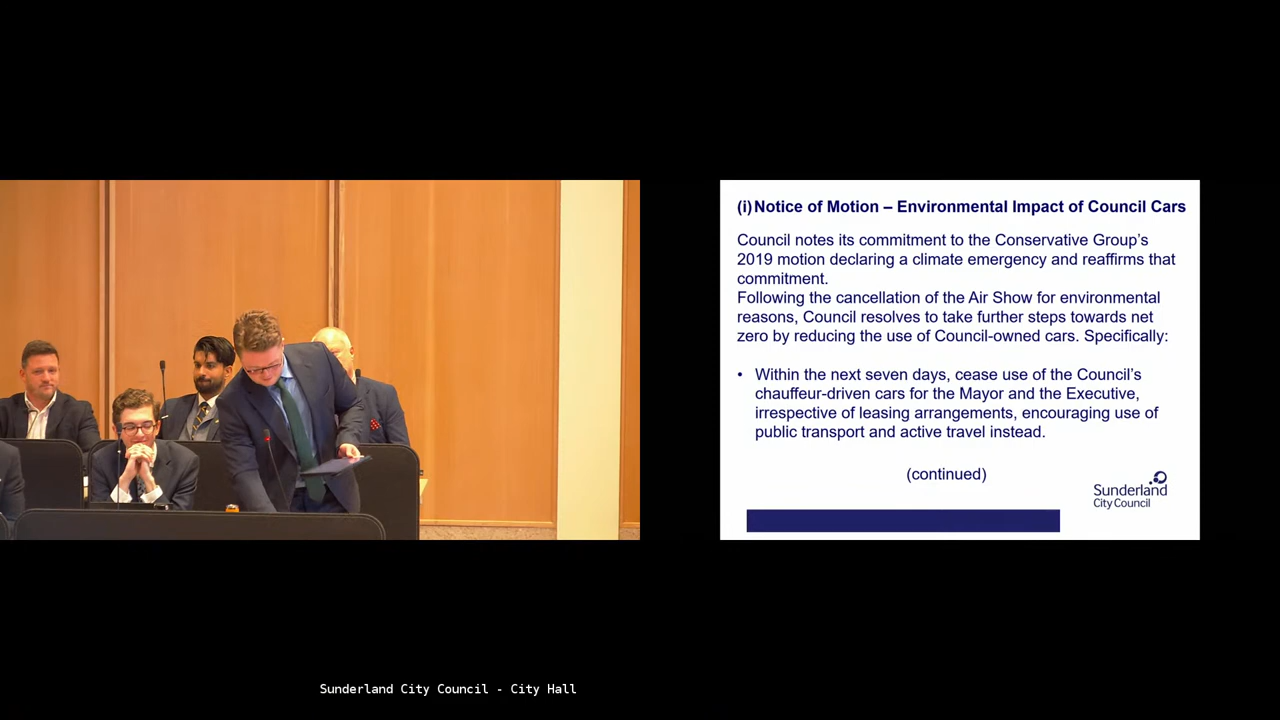 (i) Notice of Motion – Environmental Impact of Council Cars
Council notes its commitment to the Conservative Group's
2019 motion declaring a climate emergency and reaffirms that
commitment.
Following the cancellation of the Air Show for environmental
reasons, Council resolves to take further steps towards net
zero by reducing the use of Council-owned cars. Specifically:
• Within the next seven days, cease use of the Council's
chauffeur-driven cars for the Mayor and the Executive,
irrespective of leasing arrangements, encouraging use of
public transport and active travel instead.
(continued)
Sunderland
City Council
Sunderland City Council - City Hall